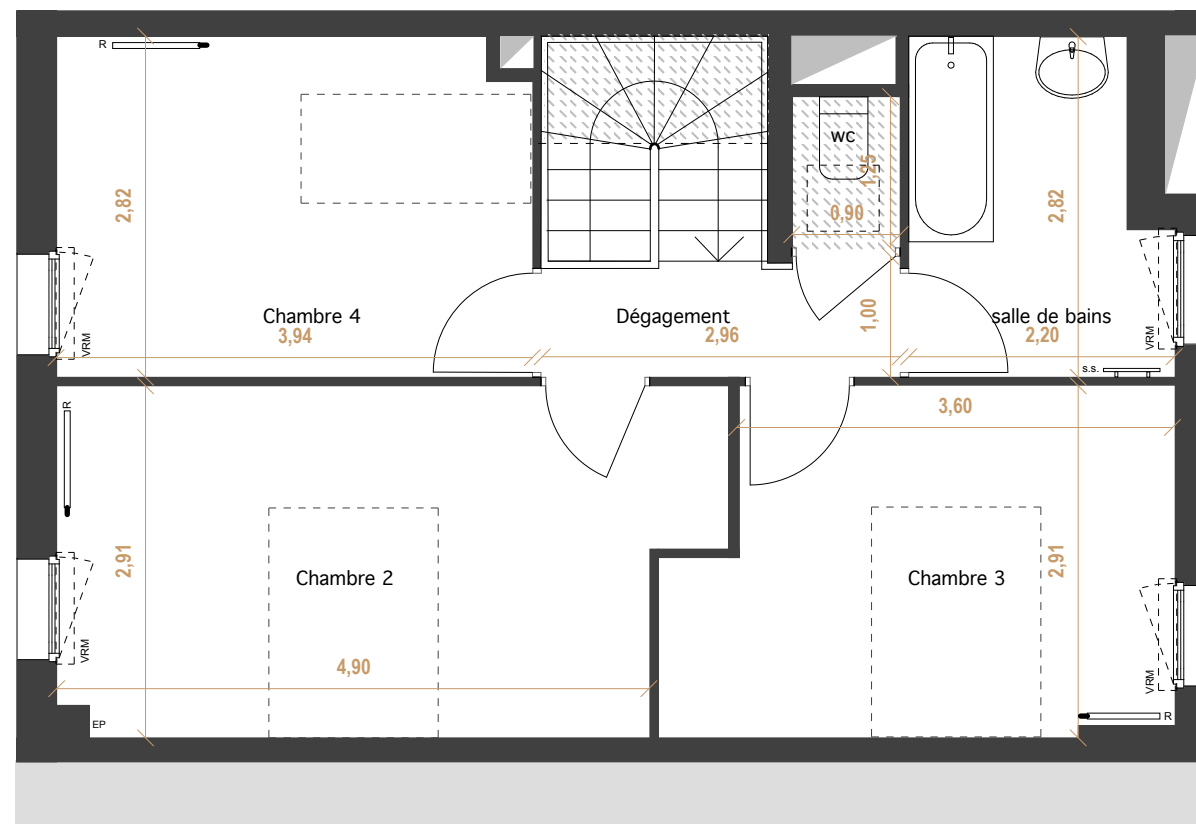 R
WC
1,25
2,82
0,90
2,82
Chambre 4
Dégagement
1,00
salle de bains
3,94
2,96
2,20
VRM
VRM
s.s.
R
3,60
2,91
Chambre 2
Chambre 3
2,91
VRM
4,90
VRM
EP
R